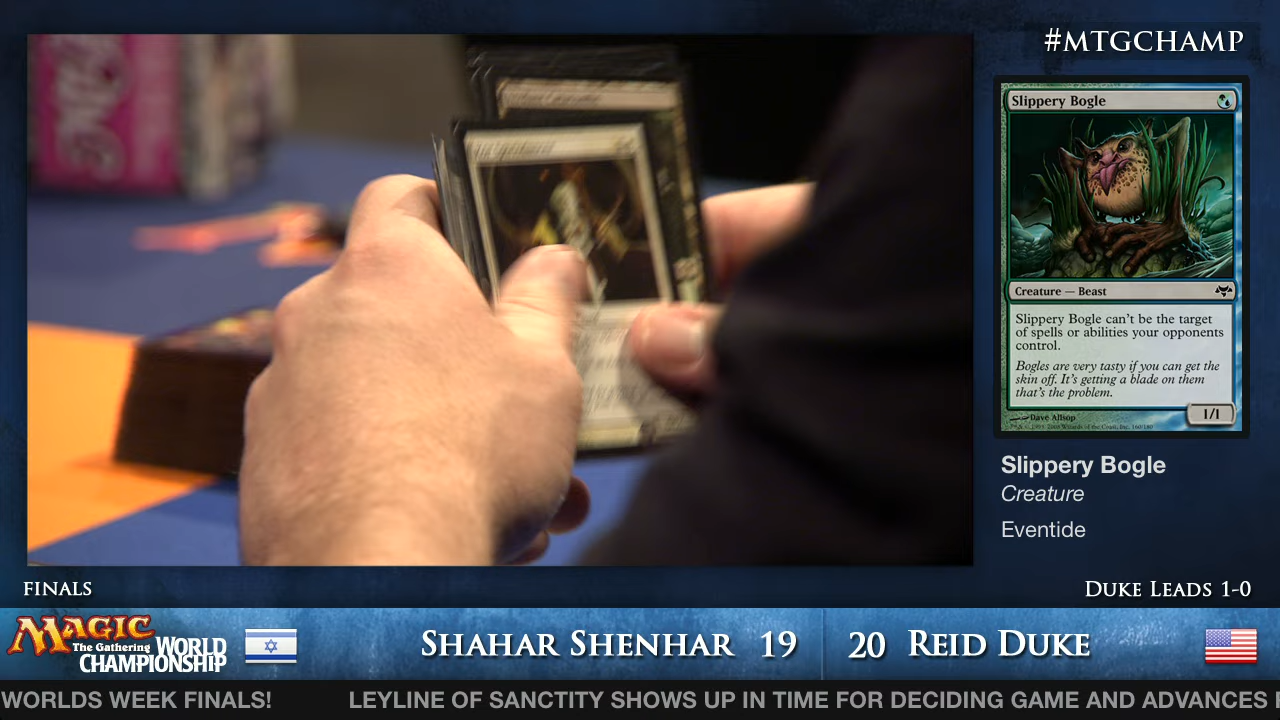 #MTGCHAMP
Slippery Bogle
Creature — Beast
Slippery Bogle can't be the target
of spells or abilities your opponents
control.
Bogles are very tasty if you can get the
skin off. It's getting a blade on them
that's the problem.
1/1
Dave Allsop
Slippery Bogle
Creature
Eventide
FINALS
DUKE LEADS 1-0
MAGIC
The Gathering
WORLD
CHAMPIONSHIP
SHAHAR SHENHAR 19
20 REID DUKE
WORLDS WEEK FINALS! LEYLINE OF SANCTITY SHOWS UP IN TIME FOR DECIDING GAME AND ADVANCES